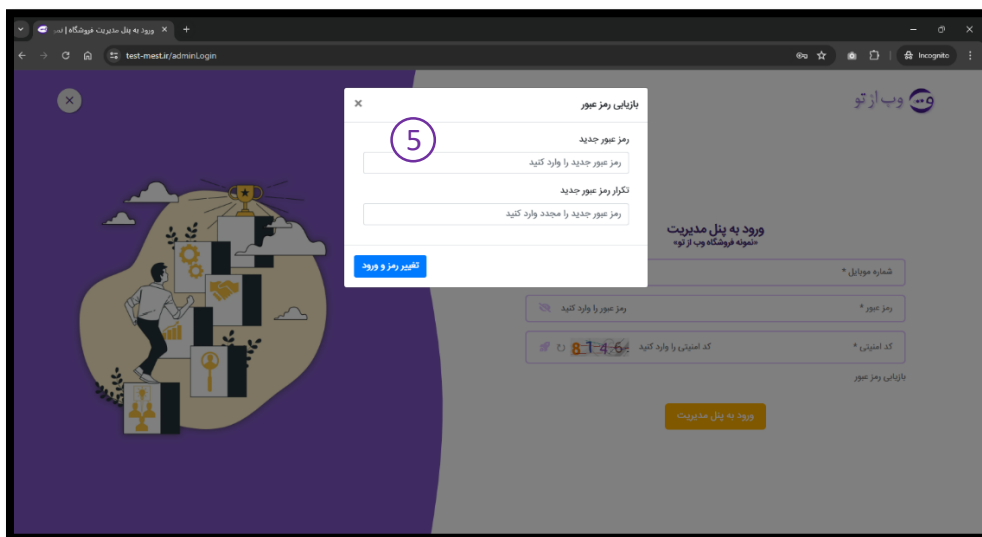 ورود به پنل مدیریت فروشگاه |
test-mest.ir/adminLogin
Incognito
وب از تو
بازیابی رمز عبور
5
رمز عبور جدید
رمز عبور جدید را وارد کنید
تکرار رمز عبور جدید
رمز عبور جدید را مجدد وارد کنید
تغییر رمز و ورود
ورود به پنل مدیریت
«نمونه فروشگاه وب از تو»
شماره موبایل *
رمز عبور *
رمز عبور را وارد کنید
کد امنیتی *
کد امنیتی را وارد کنید
8146
بازیابی رمز عبور
ورود به پنل مدیریت